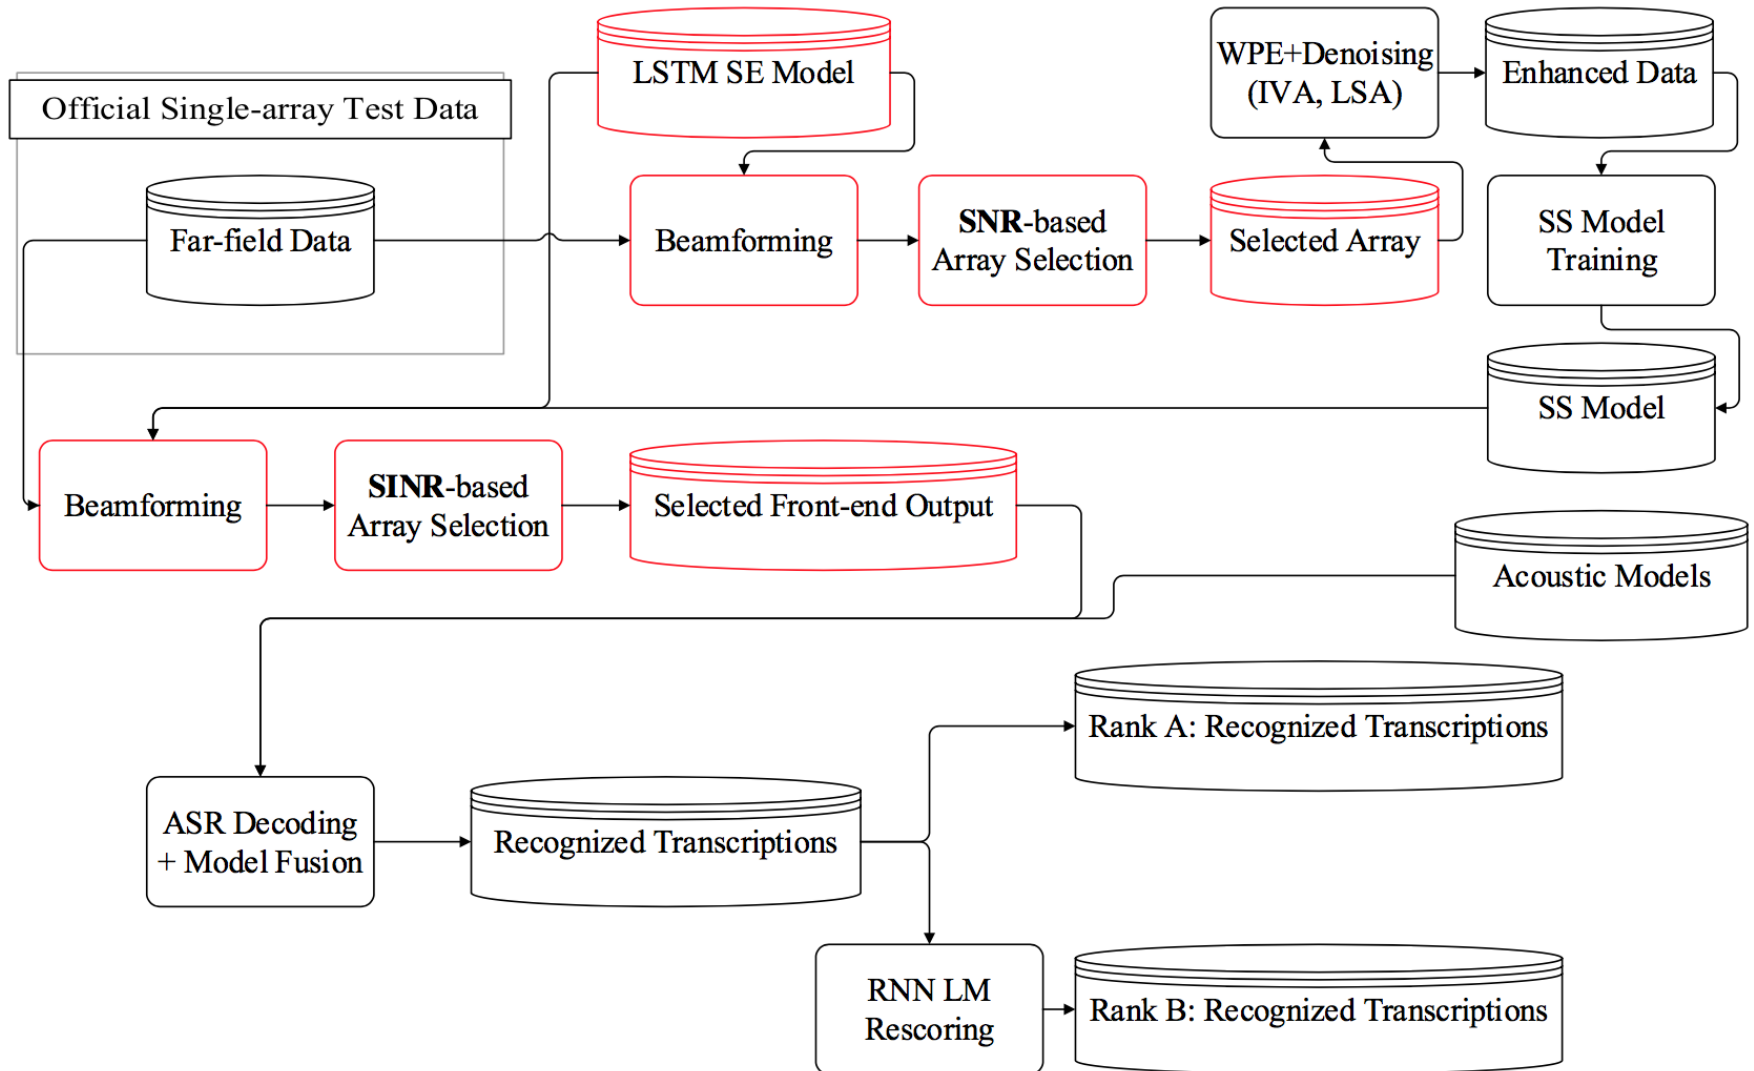 LSTM SE Model
WPE+Denoising
(IVA, LSA)
Enhanced Data
Official Single-array Test Data
Far-field Data
Beamforming
SNR-based
Array Selection
Selected Array
SS Model
Training
SS Model
Beamforming
SINR-based
Array Selection
Selected Front-end Output
Acoustic Models
Rank A: Recognized Transcriptions
ASR Decoding
+ Model Fusion
Recognized Transcriptions
RNN LM
Rescoring
Rank B: Recognized Transcriptions